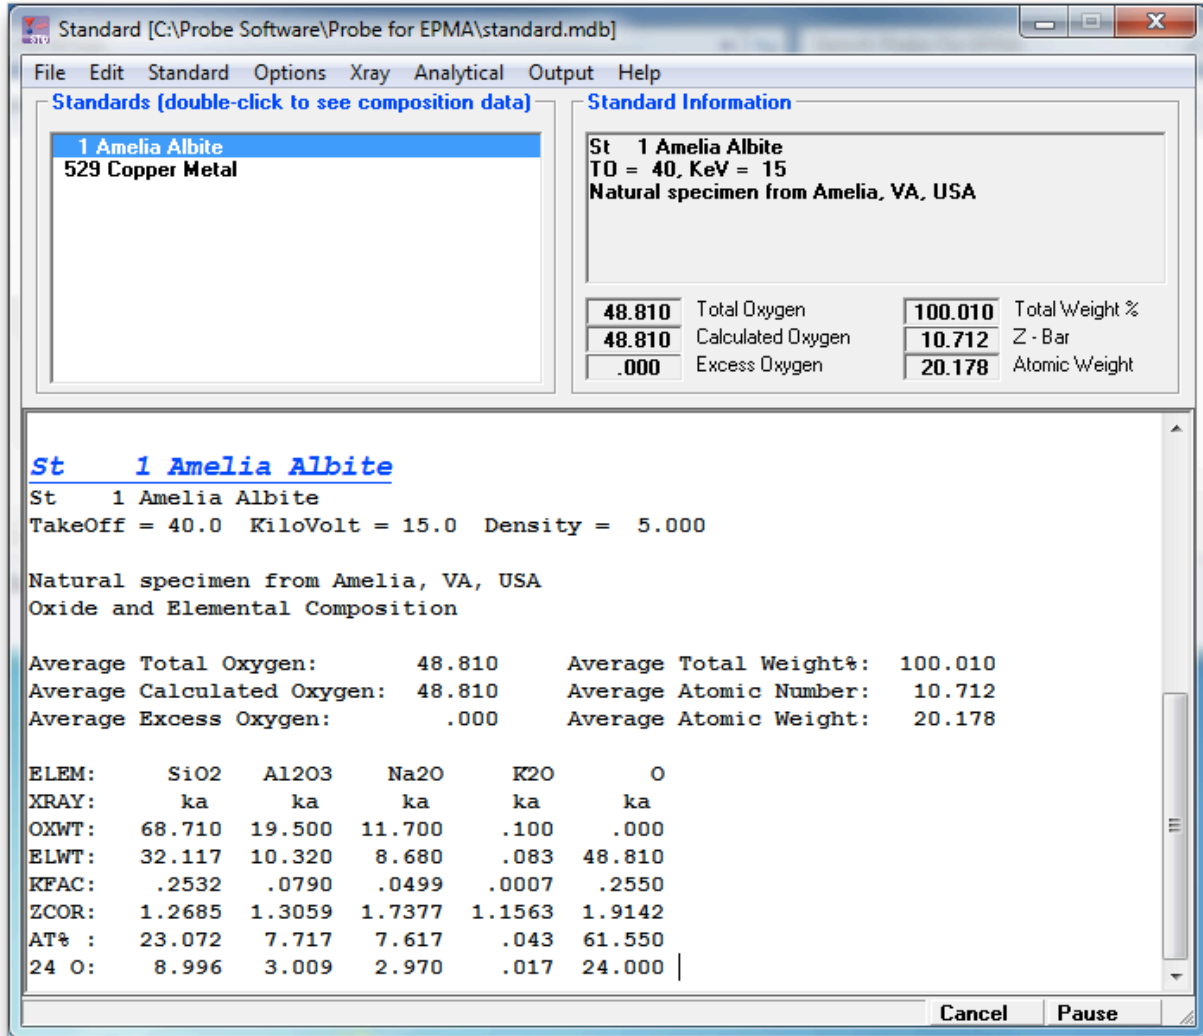 Standard [C:\Probe Software\Probe for EPMA\standard.mdb]
File Edit Standard Options Xray Analytical Output Help
Standards (double-click to see composition data)
1 Amelia Albite
529 Copper Metal
Standard Information
St 1 Amelia Albite
TO = 40, KeV = 15
Natural specimen from Amelia, VA, USA
48.810 Total Oxygen 100.010 Total Weight %
48.810 Calculated Oxygen 10.712 Z - Bar
.000 Excess Oxygen 20.178 Atomic Weight
St 1 Amelia Albite
St 1 Amelia Albite
TakeOff = 40.0 KiloVolt = 15.0 Density = 5.000
Natural specimen from Amelia, VA, USA
Oxide and Elemental Composition
Average Total Oxygen: 48.810 Average Total Weight%: 100.010
Average Calculated Oxygen: 48.810 Average Atomic Number: 10.712
Average Excess Oxygen: .000 Average Atomic Weight: 20.178
ELEM: SiO2 Al2O3 Na2O K2O O
XRAY: ka ka ka ka ka
OXWT: 68.710 19.500 11.700 .100 .000
ELWT: 32.117 10.320 8.680 .083 48.810
KFAC: .2532 .0790 .0499 .0007 .2550
ZCOR: 1.2685 1.3059 1.7377 1.1563 1.9142
AT% : 23.072 7.717 7.617 .043 61.550
24 O: 8.996 3.009 2.970 .017 24.000
Cancel Pause